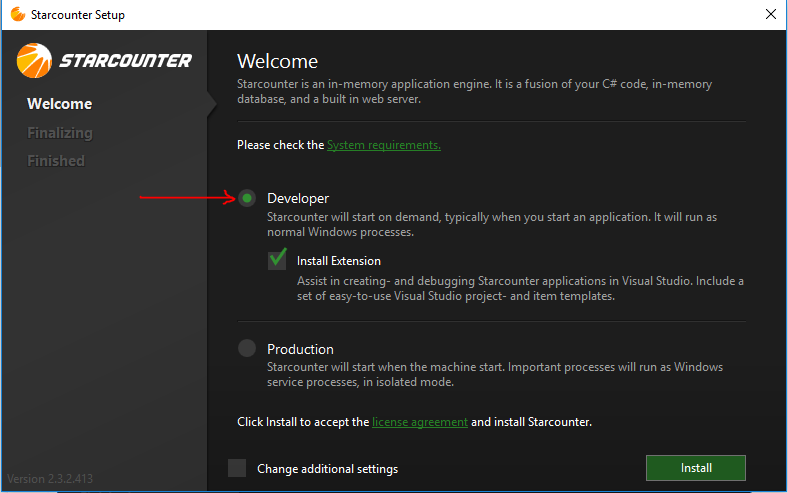 Starcounter Setup
STARCOUNTER
Welcome
Finalizing
Finished
Version 2.3.2.413
Welcome
Starcounter is an in-memory application engine. It is a fusion of your C# code, in-memory
database, and a built in web server.
Please check the System requirements.
Developer
Starcounter will start on demand, typically when you start an application. It will run as
normal Windows processes.
Install Extension
Assist in creating- and debugging Starcounter applications in Visual Studio. Include a
set of easy-to-use Visual Studio project- and item templates.
Production
Starcounter will start when the machine start. Important processes will run as Windows
service processes, in isolated mode.
Click Install to accept the license agreement and install Starcounter.
Change additional settings
Install